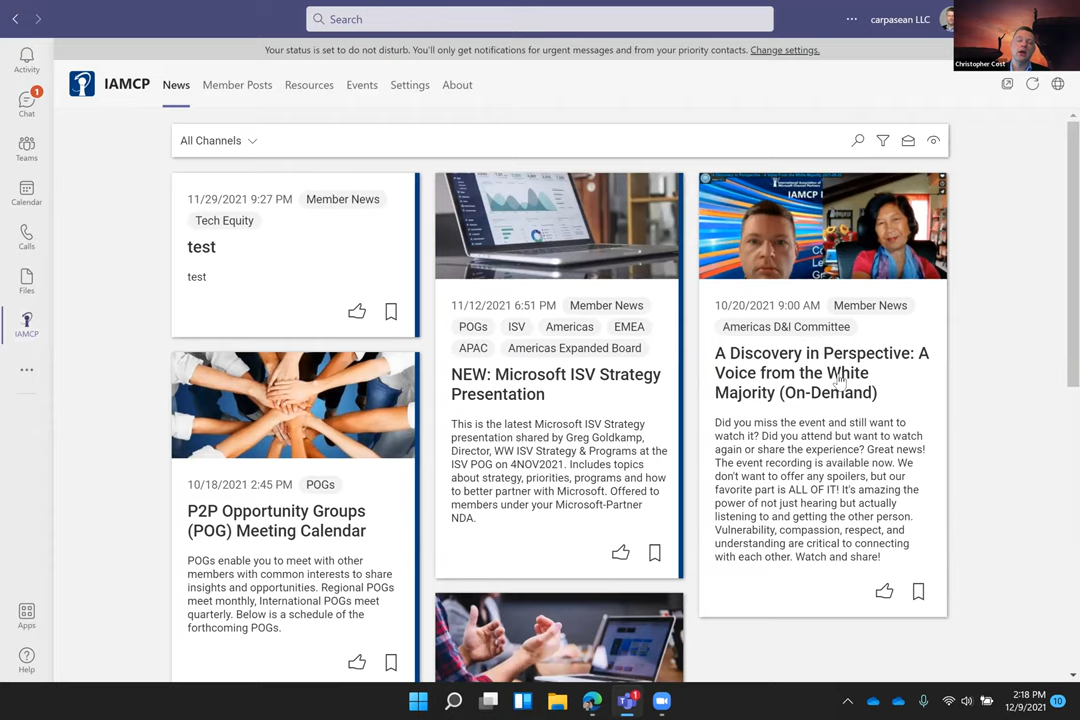 Search
carpasean LLC
Christopher Cost
Your status is set to do not disturb. You'll only get notifications for urgent messages and from your priority contacts. Change settings.
Activity
1
Chat
Teams
Calendar
Calls
Files
IAMCP
Apps
Help
IAMCP
News
Member Posts
Resources
Events
Settings
About
All Channels
11/29/2021 9:27 PM
Member News
Tech Equity
test
test
10/18/2021 2:45 PM
POGs
P2P Opportunity Groups
(POG) Meeting Calendar
POGs enable you to meet with other
members with common interests to share
insights and opportunities. Regional POGs
meet monthly, International POGs meet
quarterly. Below is a schedule of the
forthcoming POGs.
11/12/2021 6:51 PM
Member News
POGs
ISV
Americas
EMEA
APAC
Americas Expanded Board
NEW: Microsoft ISV Strategy
Presentation
This is the latest Microsoft ISV Strategy
presentation shared by Greg Goldkamp,
Director, WW ISV Strategy & Programs at the
ISV POG on 4NOV2021. Includes topics
about strategy, priorities, programs and how
to better partner with Microsoft. Offered to
members under your Microsoft-Partner
NDA.
10/20/2021 9:00 AM
Member News
Americas D&I Committee
A Discovery in Perspective: A
Voice from the White
Majority (On-Demand)
Did you miss the event and still want to
watch it? Did you attend but want to watch
again or share the experience? Great news!
The event recording is available now. We
don't want to offer any spoilers, but our
favorite part is ALL OF IT! It's amazing the
power of not just hearing but actually
listening to and getting the other person.
Vulnerability, compassion, respect, and
understanding are critical to connecting
with each other. Watch and share!
1
2:18 PM
12/9/2021
10